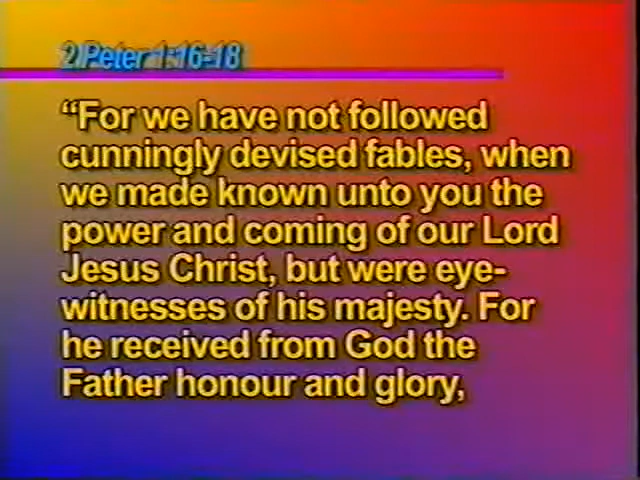 2 Peter 1:16-18
“For we have not followed
cunningly devised fables, when
we made known unto you the
power and coming of our Lord
Jesus Christ, but were eye-
witnesses of his majesty. For
he received from God the
Father honour and glory,